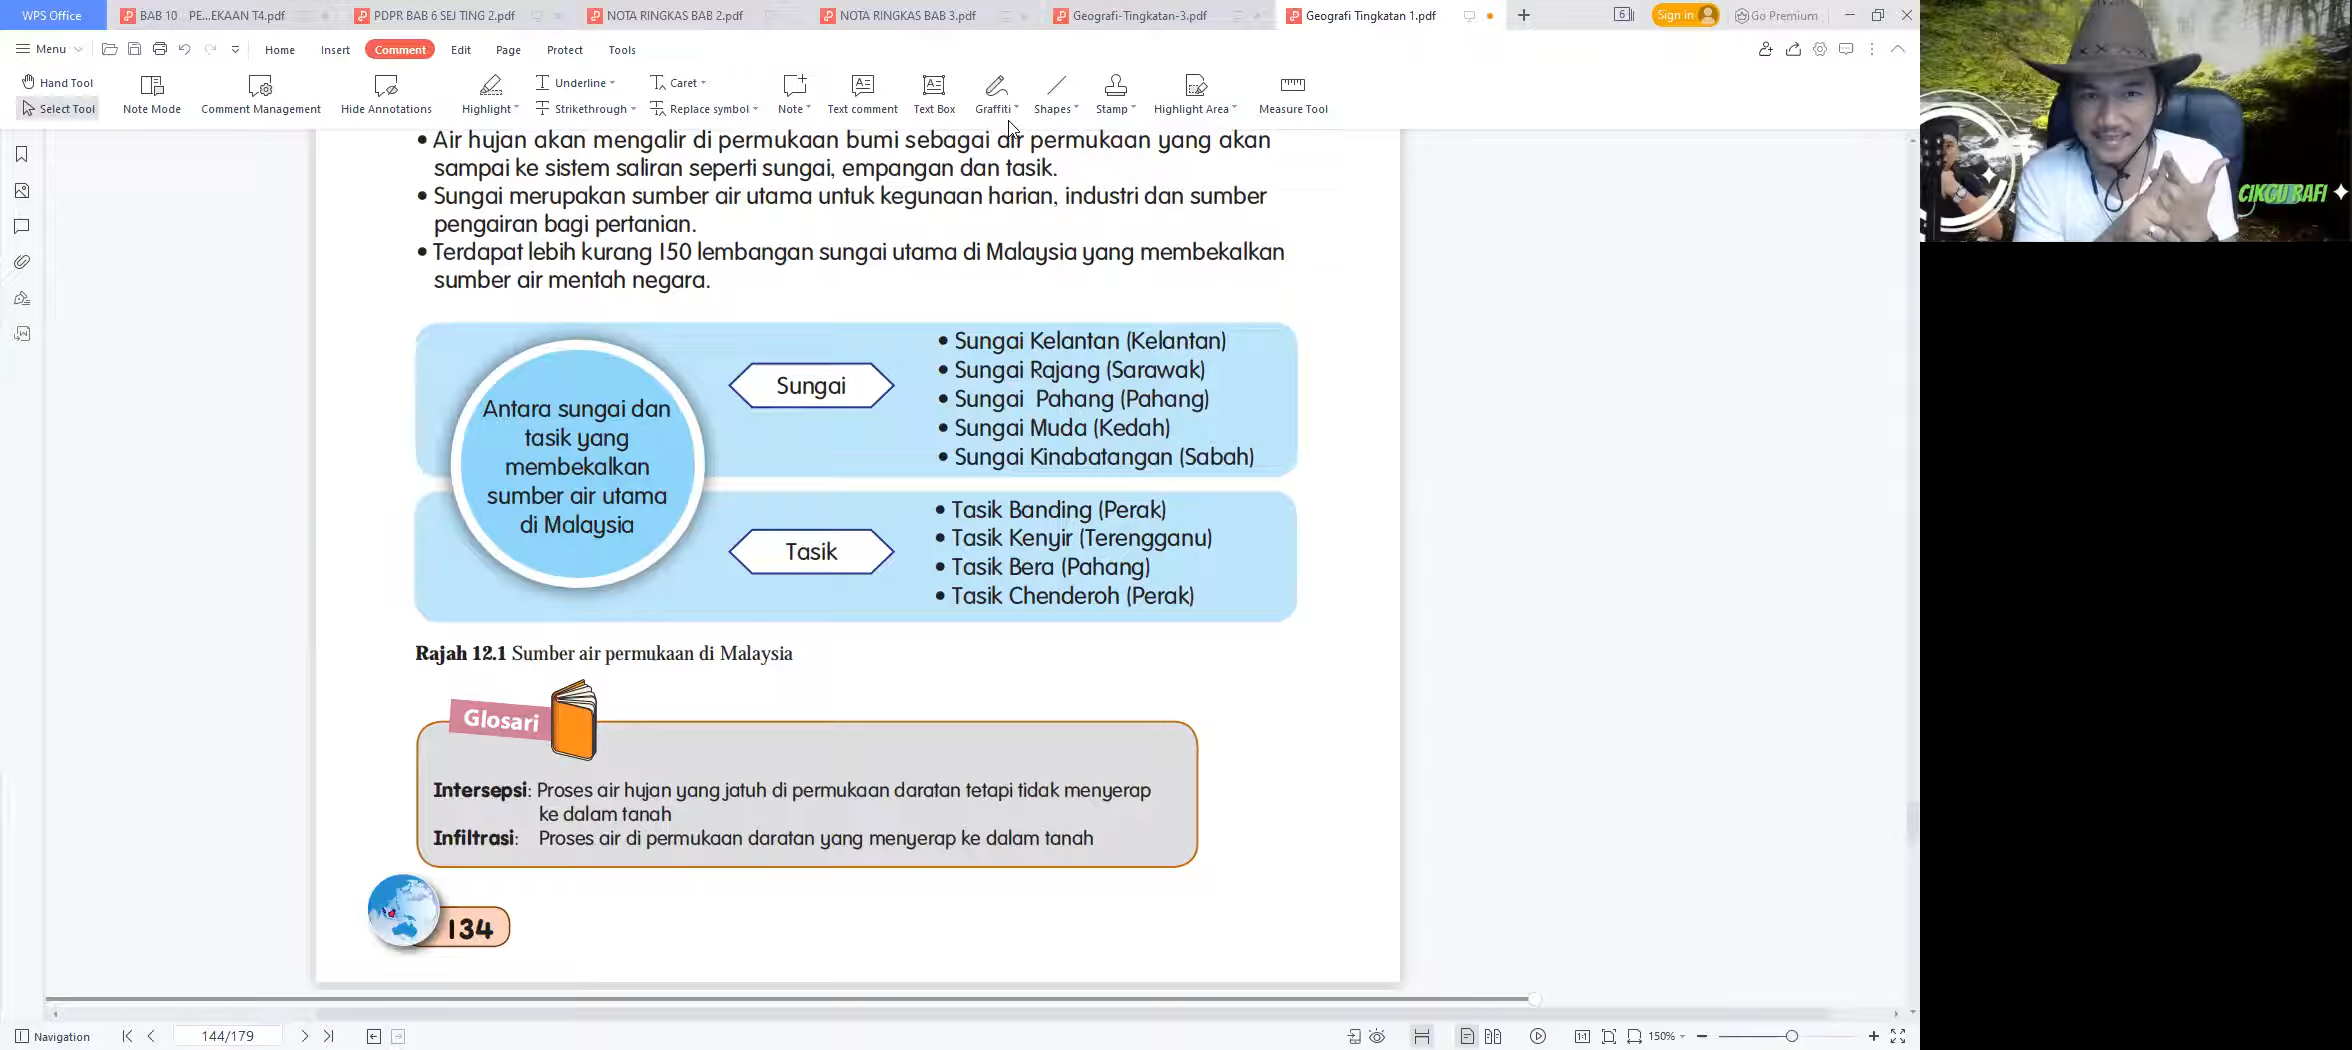 WPS Office
BAB 10 PE...EKAAN T4.pdf
PDPR BAB 6 SEJ TING 2.pdf
NOTA RINGKAS BAB 2.pdf
NOTA RINGKAS BAB 3.pdf
Geografi-Tingkatan-3.pdf
Geografi Tingkatan 1.pdf
6
Sign in
Go Premium
Menu
Home
Insert
Comment
Edit
Page
Protect
Tools
Hand Tool
Select Tool
Note Mode
Comment Management
Hide Annotations
Highlight
Underline
Strikethrough
Caret
Replace symbol
Note
Text comment
Text Box
Graffiti
Shapes
Stamp
Highlight Area
Measure Tool
• Air hujan akan mengalir di permukaan bumi sebagai air permukaan yang akan
sampai ke sistem saliran seperti sungai, empangan dan tasik.
• Sungai merupakan sumber air utama untuk kegunaan harian, industri dan sumber
pengairan bagi pertanian.
• Terdapat lebih kurang 150 lembangan sungai utama di Malaysia yang membekalkan
sumber air mentah negara.
Antara sungai dan
tasik yang
membekalkan
sumber air utama
di Malaysia
Sungai
• Sungai Kelantan (Kelantan)
• Sungai Rajang (Sarawak)
• Sungai Pahang (Pahang)
• Sungai Muda (Kedah)
• Sungai Kinabatangan (Sabah)
Tasik
• Tasik Banding (Perak)
• Tasik Kenyir (Terengganu)
• Tasik Bera (Pahang)
• Tasik Chenderoh (Perak)
Rajah 12.1 Sumber air permukaan di Malaysia
Glosari
Intersepsi: Proses air hujan yang jatuh di permukaan daratan tetapi tidak menyerap
ke dalam tanah
Infiltrasi: Proses air di permukaan daratan yang menyerap ke dalam tanah
134
Navigation
144/179
1:1
150%
CIKGU RAFI